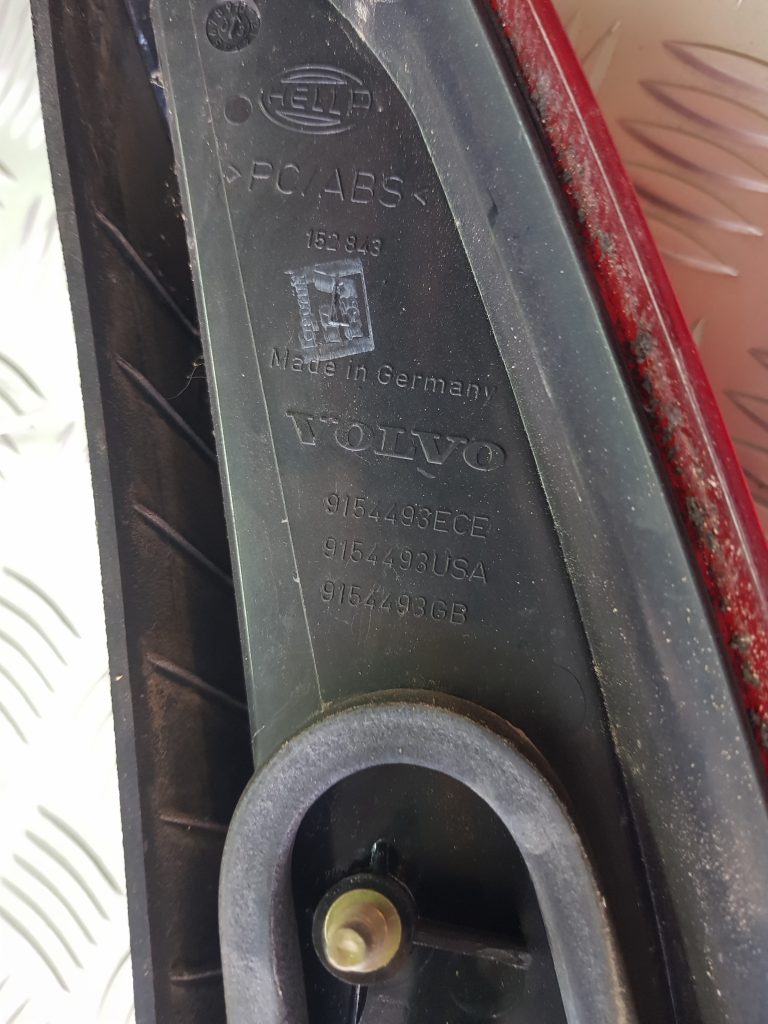 HELLA
>PC/ABS<
152 843
Made in Germany
VOLVO
9154493ECE
9154493USA
9154493GB